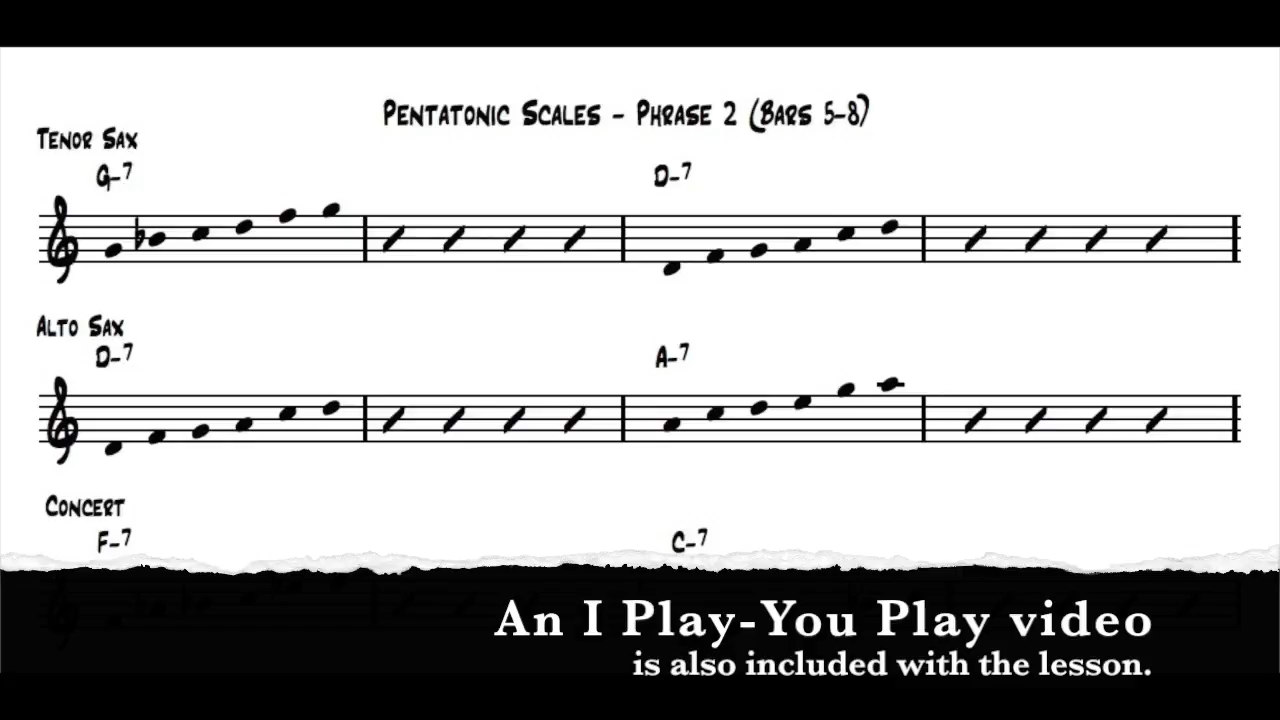 Pentatonic Scales - Phrase 2 (Bars 5-8)
Tenor Sax
G-7 D-7
Alto Sax
D-7 A-7
Concert
F-7 C-7
An I Play-You Play video
is also included with the lesson.